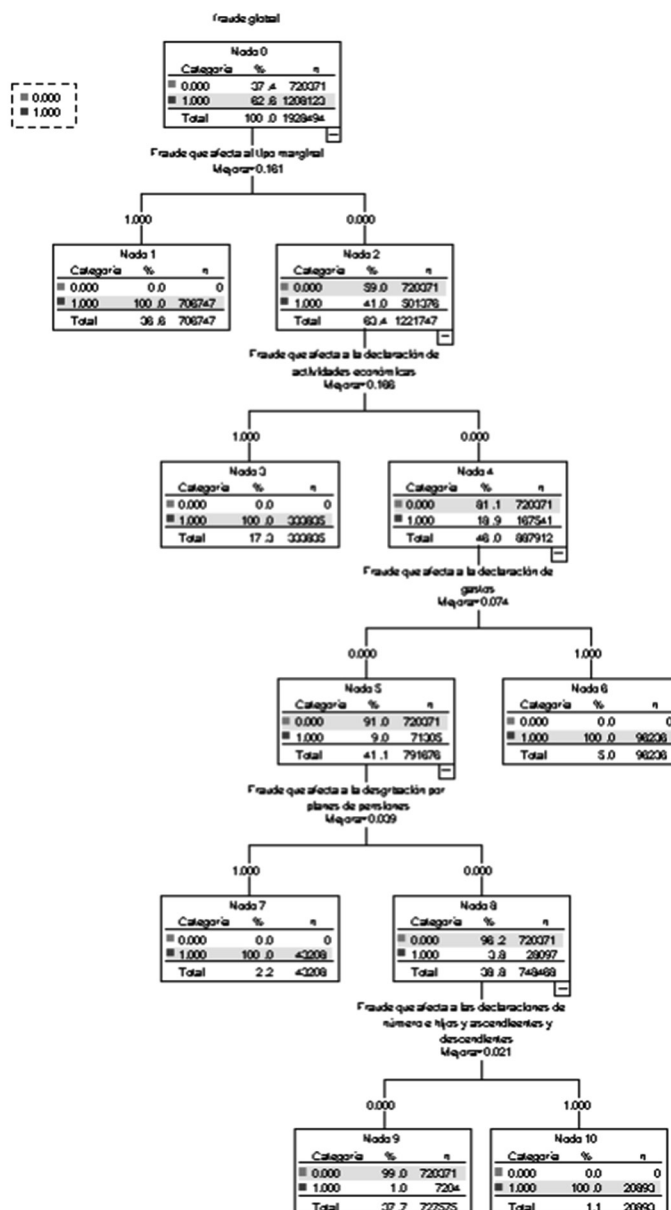 Fraude global
0.000
1.000
Nodo 0
Categoría % n
0.000 37.4 720371
1.000 62.6 1208123
Total 100.0 1928494
Fraude que afecta al tipo marginal
Mejora=0.161
1.000 0.000
Nodo 1
Categoría % n
0.000 0.0 0
1.000 100.0 706747
Total 36.6 706747
Nodo 2
Categoría % n
0.000 59.0 720371
1.000 41.0 501376
Total 63.4 1221747
Fraude que afecta a la declaración de
actividades económicas
Mejora=0.166
1.000 0.000
Nodo 3
Categoría % n
0.000 0.0 0
1.000 100.0 333835
Total 17.3 333835
Nodo 4
Categoría % n
0.000 81.1 720371
1.000 18.9 167541
Total 46.0 887912
Fraude que afecta a la declaración de
gastos
Mejora=0.074
0.000 1.000
Nodo 5
Categoría % n
0.000 91.0 720371
1.000 9.0 71305
Total 41.1 791676
Nodo 6
Categoría % n
0.000 0.0 0
1.000 100.0 96236
Total 5.0 96236
Fraude que afecta a la desgravación por
planes de pensiones
Mejora=0.039
1.000 0.000
Nodo 7
Categoría % n
0.000 0.0 0
1.000 100.0 43208
Total 2.2 43208
Nodo 8
Categoría % n
0.000 96.2 720371
1.000 3.8 28097
Total 38.8 748468
Fraude que afecta a las declaraciones de
número e hijos y ascendientes y
descendientes
Mejora=0.021
0.000 1.000
Nodo 9
Categoría % n
0.000 99.0 720371
1.000 1.0 7204
Total 37.7 727575
Nodo 10
Categoría % n
0.000 0.0 0
1.000 100.0 20893
Total 1.1 20893